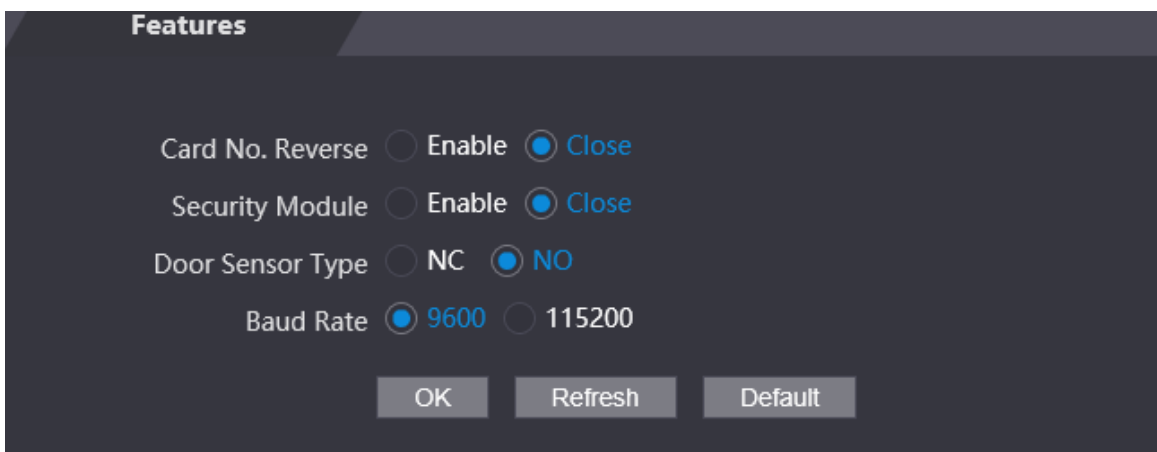 Features
Card No. Reverse Enable Close
Security Module Enable Close
Door Sensor Type NC NO
Baud Rate 9600 115200
OK Refresh Default